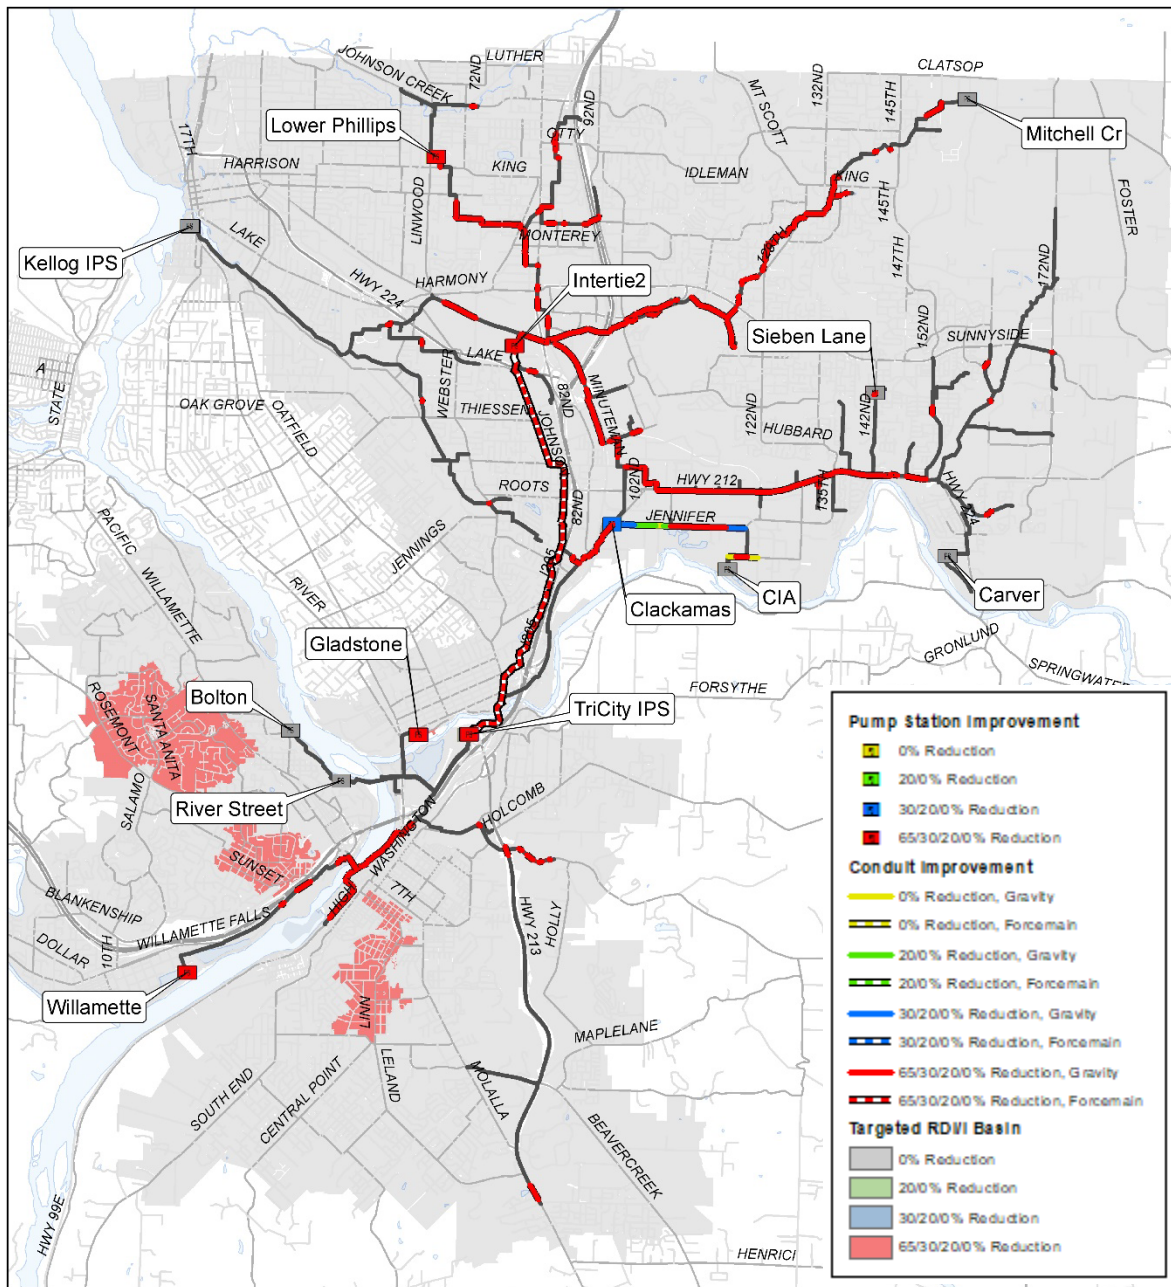 LUTHER
JOHNSON CREEK
72ND
92ND
132ND
CLATSOP
MT SCOTT
145TH
Lower Phillips
OTTY
Mitchell Cr
17TH
HARRISON
KING
IDLEMAN
KING
LINWOOD
145TH
FOSTER
LAKE
MONTEREY
129TH
147TH
172ND
Kellog IPS
HARMONY
Intertie2
HWY 224
152ND
Sieben Lane
SUNNYSIDE
LAKE
A
STATE
WEBSTER
82ND
MINUTEMAN
OAK GROVE
OATFIELD
THIESSEN
JOHNSON
122ND
142ND
HUBBARD
ROOTS
82ND
102ND
HWY 212
135TH
HWY 224
PACIFIC
JENNINGS
JENNIFER
WILLAMETTE
RIVER
I205
CIA
Carver
Clackamas
I205
Gladstone
GRONLUND
SPRINGWATER
ROSEMONT
SANTA ANITA
Bolton
FORSYTHE
TriCity IPS
SALAMO
River Street
HOLCOMB
WASHINGTON
SUNSET
7TH
HIGH
BLANKENSHIP
WILLAMETTE FALLS
HWY 213
HOLLY
DOLLAR
10TH
Willamette
LINN
MAPLELANE
LELAND
SOUTH END
CENTRAL POINT
MOLALLA
BEAVERCREEK
HWY 99E
HENRICI
Pump Station Improvement
0% Reduction
20/0% Reduction
30/20/0% Reduction
65/30/20/0% Reduction
Conduit Improvement
0% Reduction, Gravity
0% Reduction, Forcemain
20/0% Reduction, Gravity
20/0% Reduction, Forcemain
30/20/0% Reduction, Gravity
30/20/0% Reduction, Forcemain
65/30/20/0% Reduction, Gravity
65/30/20/0% Reduction, Forcemain
Targeted RDI/I Basin
0% Reduction
20/0% Reduction
30/20/0% Reduction
65/30/20/0% Reduction